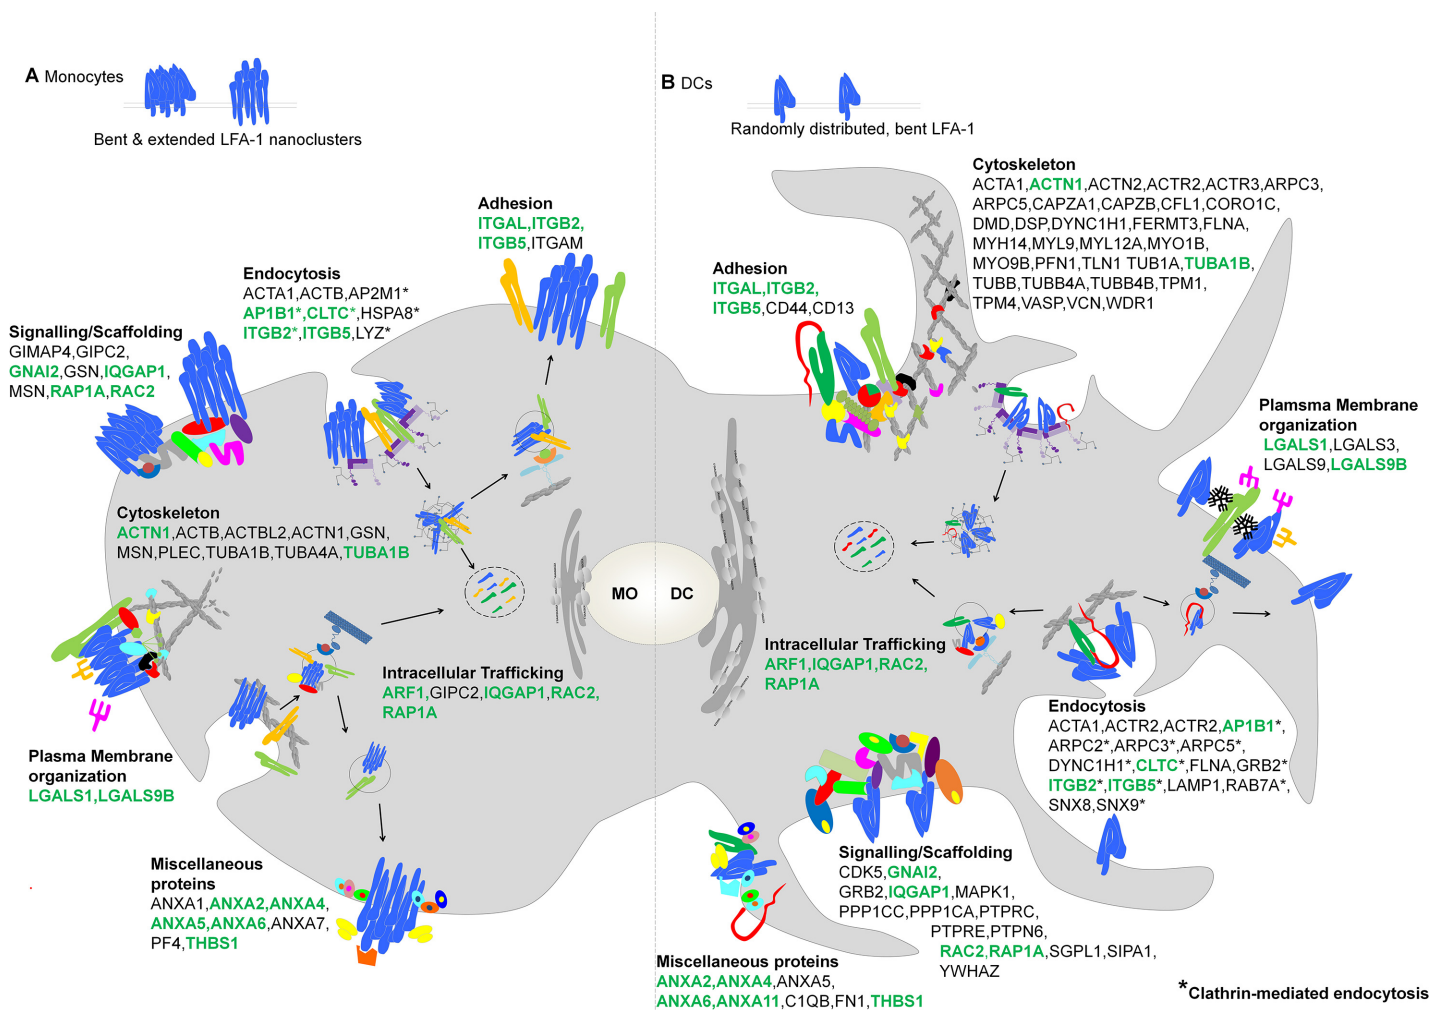 A Monocytes
Bent & extended LFA-1 nanoclusters
Adhesion
ITGAL,ITGB2,
ITGB5,ITGAM
Endocytosis
ACTA1,ACTB,AP2M1*
AP1B1*,CLTC*,HSPA8*
ITGB2*,ITGB5,LYZ*
Signalling/Scaffolding
GIMAP4,GIPC2,
GNAI2,GSN,IQGAP1,
MSN,RAP1A,RAC2
Cytoskeleton
ACTN1,ACTB,ACTBL2,ACTN1,GSN,
MSN,PLEC,TUBA1B,TUBA4A,TUBA1B
Intracellular Trafficking
ARF1,GIPC2,IQGAP1,RAC2,
RAP1A
Plasma Membrane
organization
LGALS1,LGALS9B
Miscellaneous
proteins
ANXA1,ANXA2,ANXA4,
ANXA5,ANXA6,ANXA7,
PF4,THBS1
MO
DC
B DCs
Randomly distributed, bent LFA-1
Cytoskeleton
ACTA1,ACTN1,ACTN2,ACTR2,ACTR3,ARPC3,
ARPC5,CAPZA1,CAPZB,CFL1,CORO1C,
DMD,DSP,DYNC1H1,FERMT3,FLNA,
MYH14,MYL9,MYL12A,MYO1B,
MYO9B,PFN1,TLN1 TUB1A,TUBA1B,
TUBB,TUBB4A,TUBB4B,TPM1,
TPM4,VASP,VCN,WDR1
Adhesion
ITGAL,ITGB2,
ITGB5,CD44,CD13
Plamsma Membrane
organization
LGALS1,LGALS3,
LGALS9,LGALS9B
Intracellular Trafficking
ARF1,IQGAP1,RAC2,
RAP1A
Endocytosis
ACTA1,ACTR2,ACTR2,AP1B1*,
ARPC2*,ARPC3*,ARPC5*,
DYNC1H1*,CLTC*,FLNA,GRB2*
ITGB2*,ITGB5*,LAMP1,RAB7A*,
SNX8,SNX9*
Signalling/Scaffolding
CDK5,GNAI2,
GRB2,IQGAP1,MAPK1,
PPP1CC,PPP1CA,PTPRC,
PTPRE,PTPN6,
RAC2,RAP1A,SGPL1,SIPA1,
YWHAZ
Miscellaneous proteins
ANXA2,ANXA4,ANXA5,
ANXA6,ANXA11,C1QB,FN1,THBS1
*Clathrin-mediated endocytosis